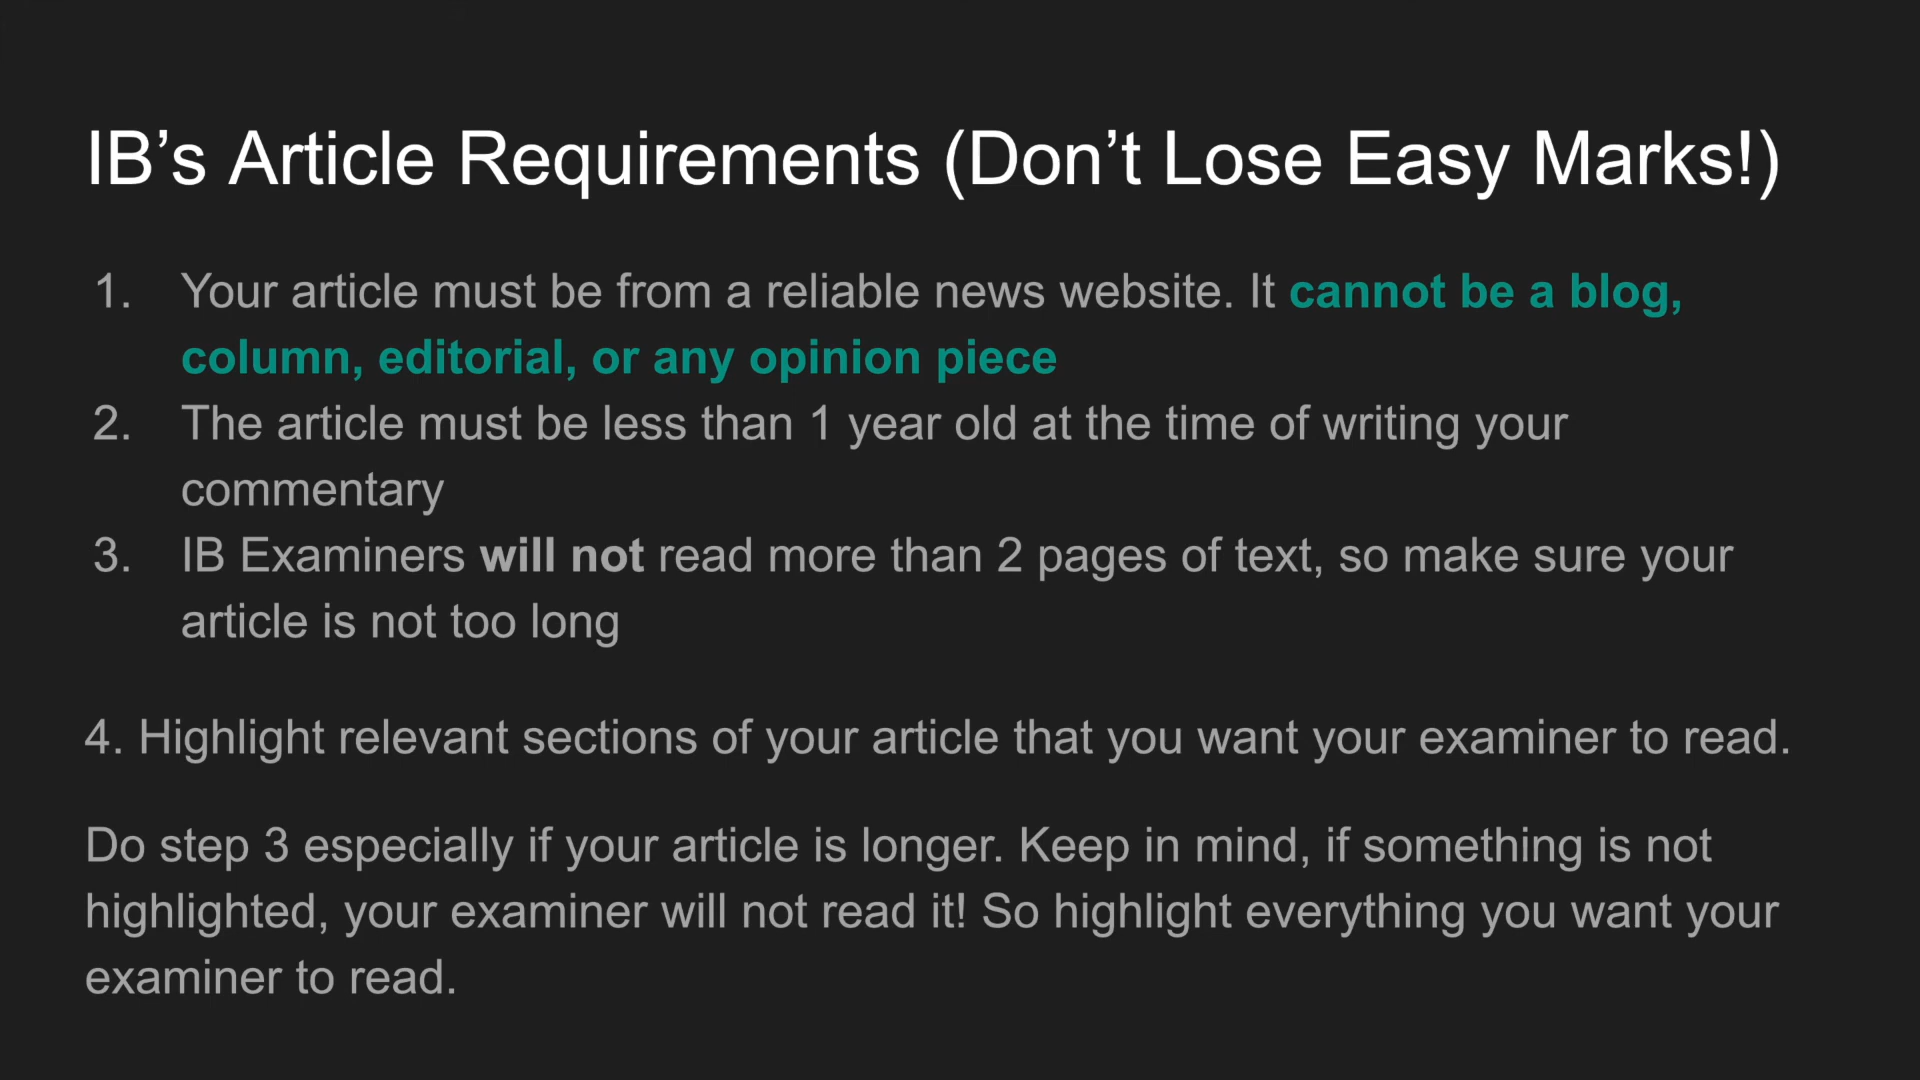 IB’s Article Requirements (Don’t Lose Easy Marks!)
1. Your article must be from a reliable news website. It cannot be a blog,
column, editorial, or any opinion piece
2. The article must be less than 1 year old at the time of writing your
commentary
3. IB Examiners will not read more than 2 pages of text, so make sure your
article is not too long
4. Highlight relevant sections of your article that you want your examiner to read.
Do step 3 especially if your article is longer. Keep in mind, if something is not
highlighted, your examiner will not read it! So highlight everything you want your
examiner to read.